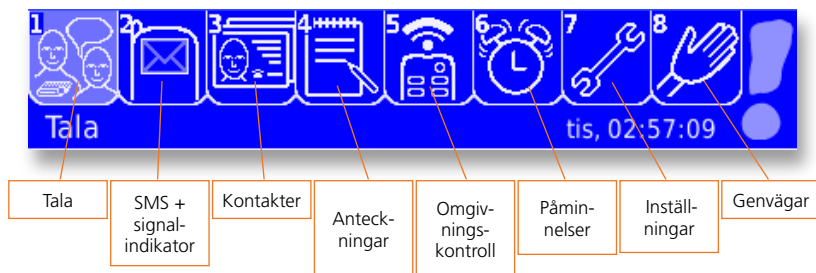 1 2 3 4 5 6 7 8
Tala tis, 02:57:09
Tala
SMS +
signal-
indikator
Kontakter
Anteck-
ningar
Omgiv-
nings-
kontroll
Påmin-
nelser
Inställ-
ningar
Genvägar